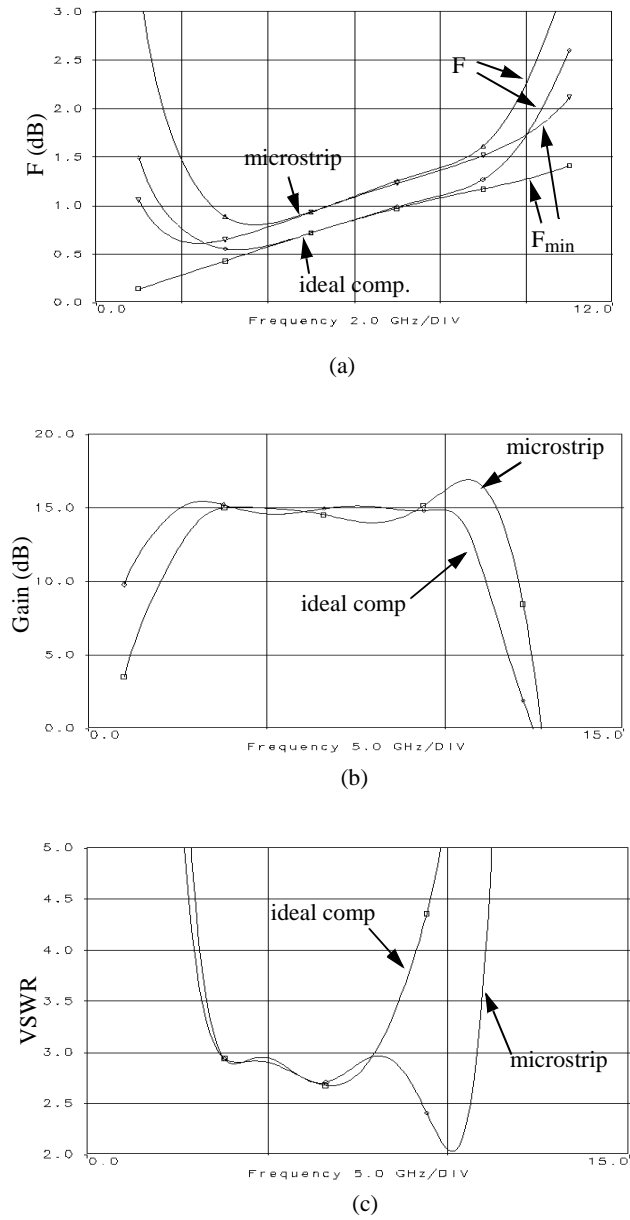 3.0
2.5
2.0
1.5
1.0
0.5
0.0
F (dB)
F
microstrip
Fmin
ideal comp.
0.0
12.0
Frequency 2.0 GHz/DIV
(a)
20.0
15.0
10.0
5.0
0.0
Gain (dB)
microstrip
ideal comp
0.0
15.0
Frequency 5.0 GHz/DIV
(b)
5.0
4.5
4.0
3.5
3.0
2.5
2.0
VSWR
ideal comp
microstrip
0.0
15.0
Frequency 5.0 GHz/DIV
(c)